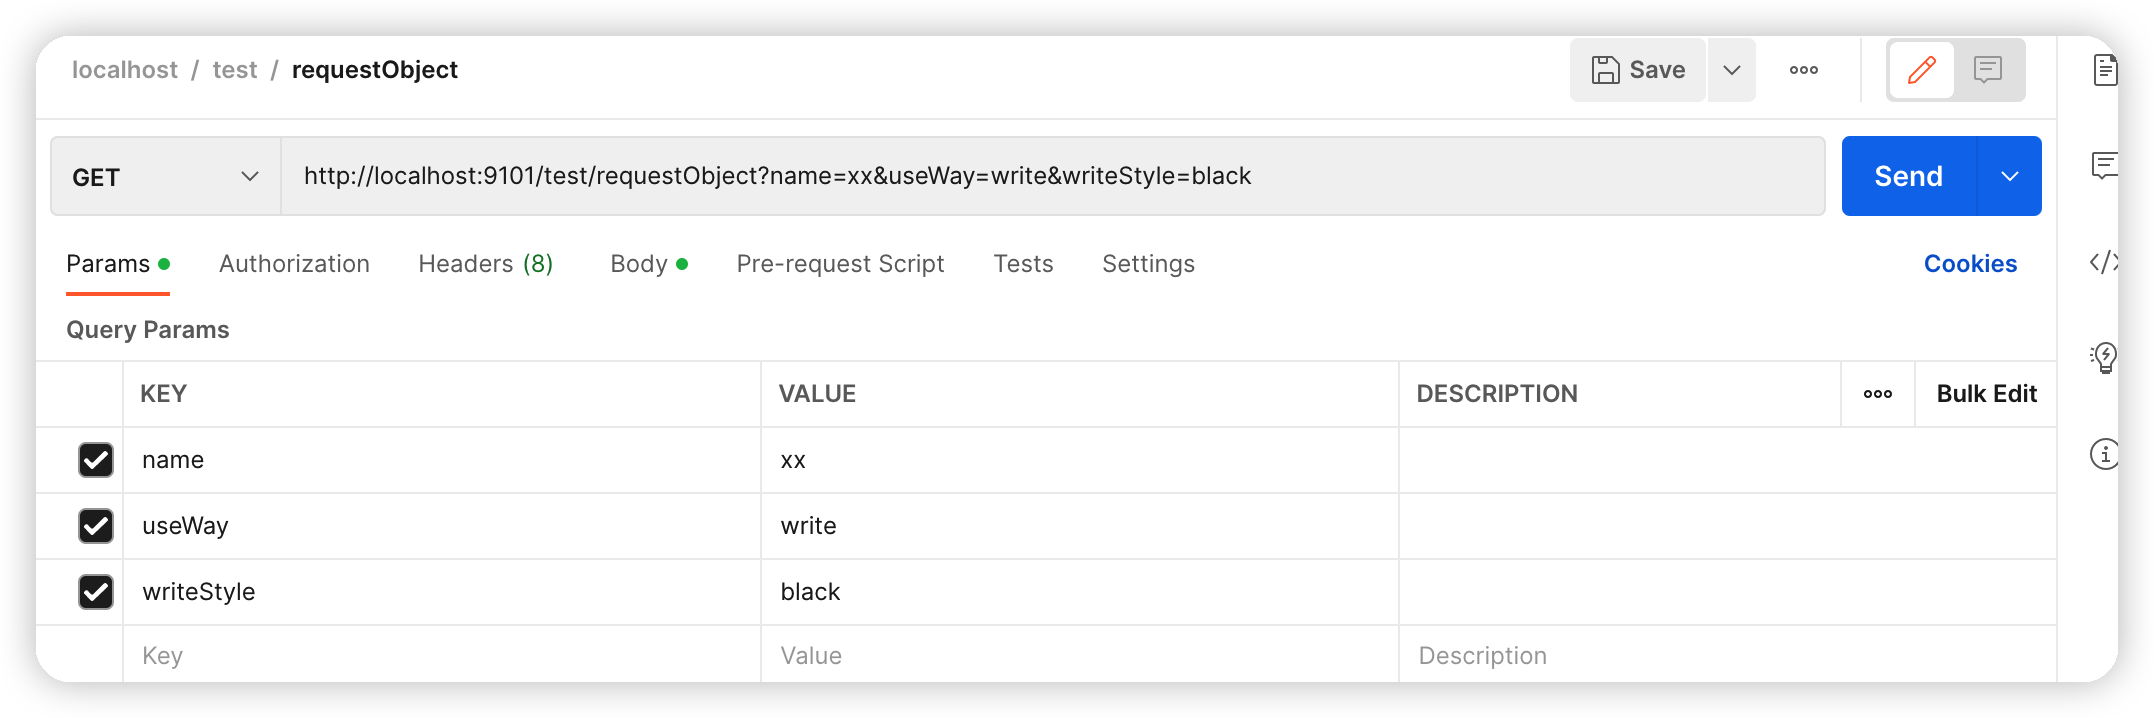 localhost / test / requestObject
Save
GET
http://localhost:9101/test/requestObject?name=xx&useWay=write&writeStyle=black
Send
Params Authorization Headers (8) Body Pre-request Script Tests Settings Cookies
Query Params
KEY VALUE DESCRIPTION Bulk Edit
name xx
useWay write
writeStyle black
Key Value Description